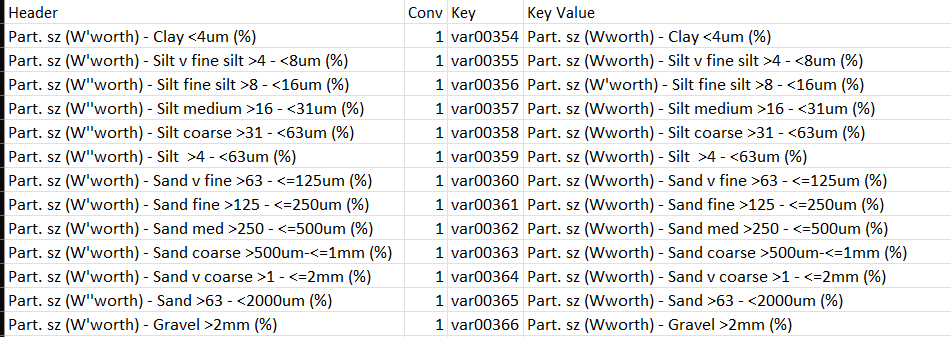 Header Conv Key Key Value
Part. sz (W'worth) - Clay <4um (%) 1 var00354 Part. sz (Wworth) - Clay <4um (%)
Part. sz (W'worth) - Silt v fine silt >4 - <8um (%) 1 var00355 Part. sz (Wworth) - Silt v fine silt >4 - <8um (%)
Part. sz (W''worth) - Silt fine silt >8 - <16um (%) 1 var00356 Part. sz (W'worth) - Silt fine silt >8 - <16um (%)
Part. sz (W''worth) - Silt medium >16 - <31um (%) 1 var00357 Part. sz (Wworth) - Silt medium >16 - <31um (%)
Part. sz (W''worth) - Silt coarse >31 - <63um (%) 1 var00358 Part. sz (Wworth) - Silt coarse >31 - <63um (%)
Part. sz (W''worth) - Silt  >4 - <63um (%) 1 var00359 Part. sz (Wworth) - Silt  >4 - <63um (%)
Part. sz (W'worth) - Sand v fine >63 - <=125um (%) 1 var00360 Part. sz (Wworth) - Sand v fine >63 - <=125um (%)
Part. sz (W'worth) - Sand fine >125 - <=250um (%) 1 var00361 Part. sz (Wworth) - Sand fine >125 - <=250um (%)
Part. sz (W'worth) - Sand med >250 - <=500um (%) 1 var00362 Part. sz (Wworth) - Sand med >250 - <=500um (%)
Part. sz (W'worth) - Sand coarse >500um-<=1mm (%) 1 var00363 Part. sz (Wworth) - Sand coarse >500um-<=1mm (%)
Part. sz (W'worth) - Sand v coarse >1 - <=2mm (%) 1 var00364 Part. sz (Wworth) - Sand v coarse >1 - <=2mm (%)
Part. sz (W''worth) - Sand >63 - <2000um (%) 1 var00365 Part. sz (Wworth) - Sand >63 - <2000um (%)
Part. sz (W'worth) - Gravel >2mm (%) 1 var00366 Part. sz (Wworth) - Gravel >2mm (%)